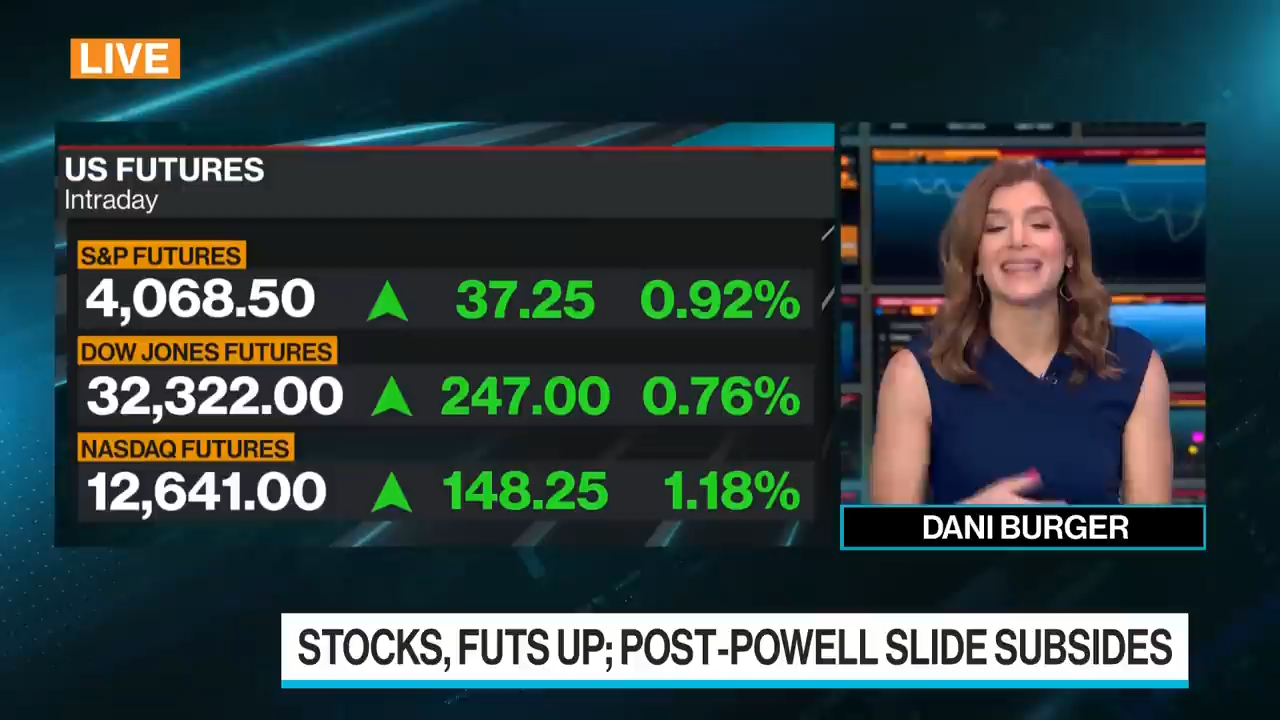 LIVE
US FUTURES
Intraday
S&P FUTURES
4,068.50 ▲ 37.25 0.92%
DOW JONES FUTURES
32,322.00 ▲ 247.00 0.76%
NASDAQ FUTURES
12,641.00 ▲ 148.25 1.18%
DANI BURGER
STOCKS, FUTS UP; POST-POWELL SLIDE SUBSIDES